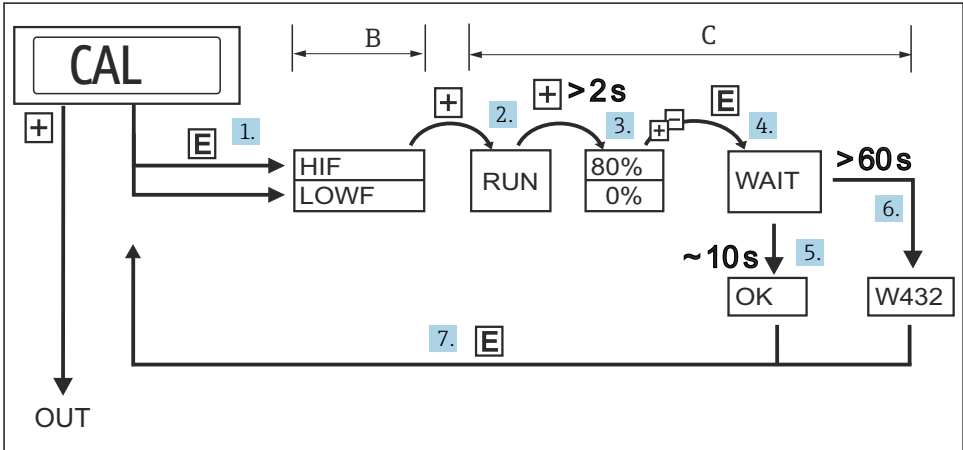 CAL
B
C
+
E
1.
+
2.
+ >2 s
3.
+
−
E
4.
HIF
LOWF
RUN
80%
0%
WAIT
>60 s
6.
~10 s
5.
OK
W432
7.
E
OUT